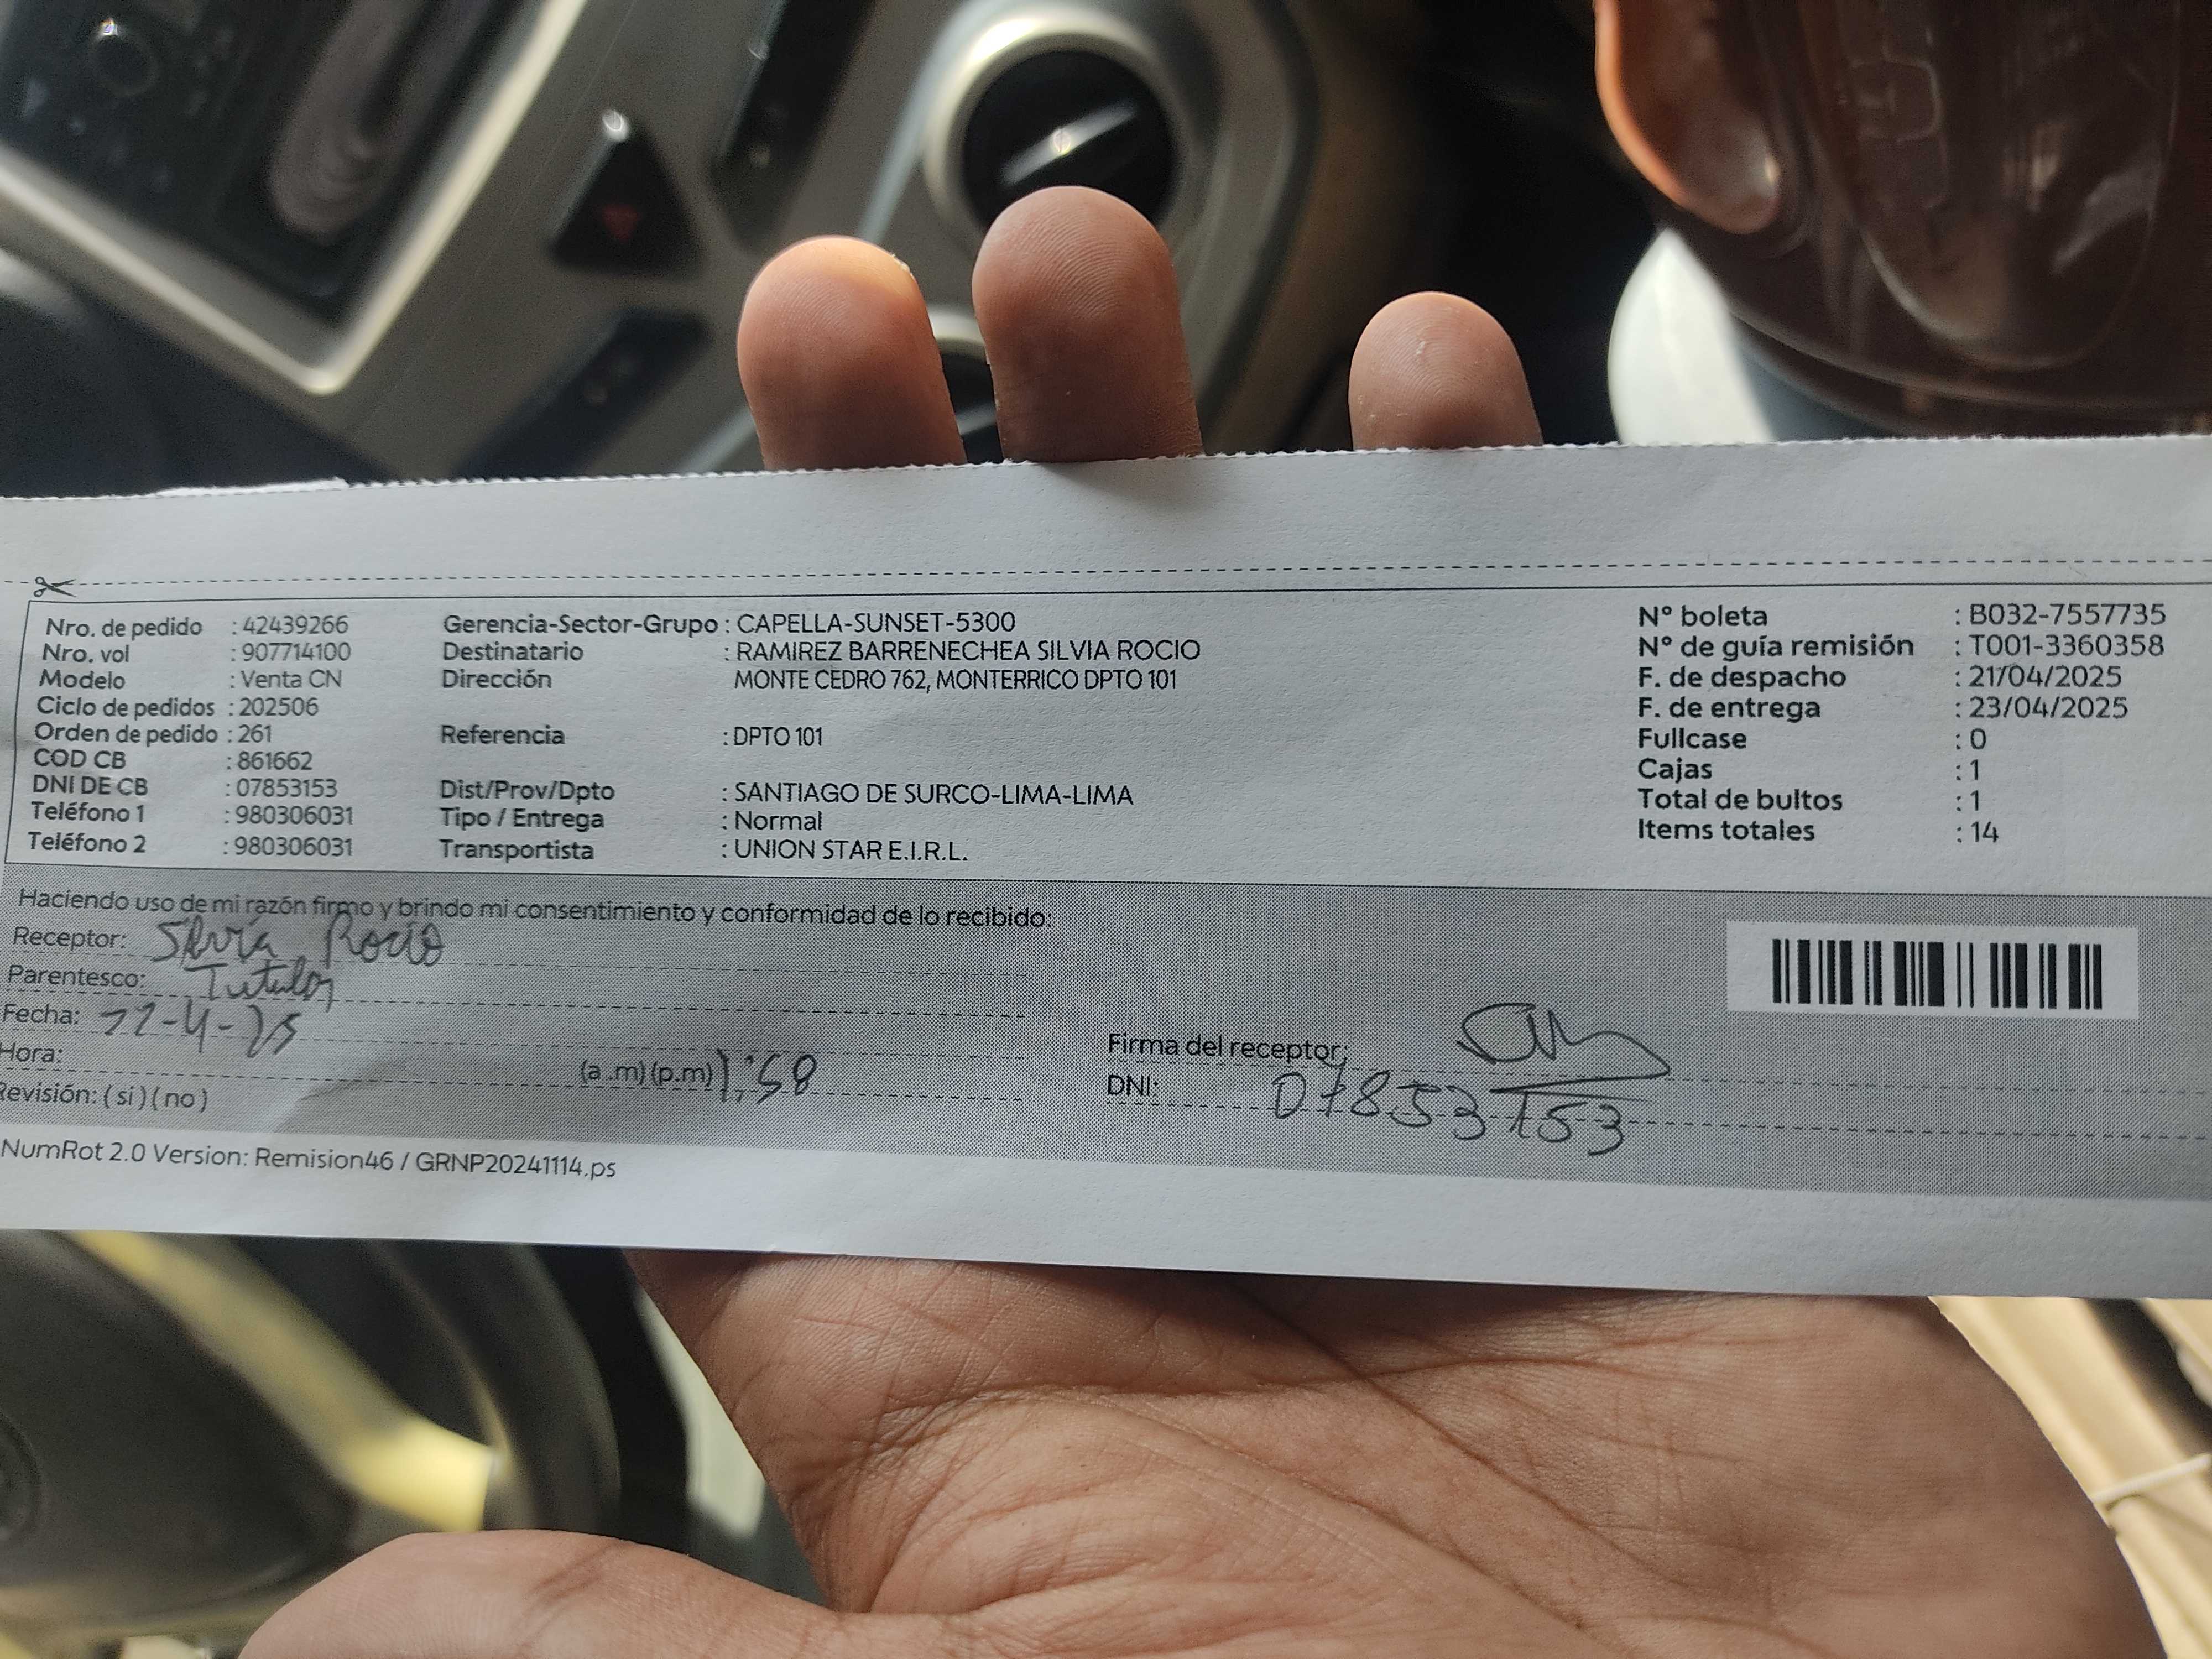 Nro. de pedido : 42439266
Nro. vol : 907714100
Modelo : Venta CN
Ciclo de pedidos : 202506
Orden de pedido : 261
COD CB : 861662
DNI DE CB : 07853153
Teléfono 1 : 980306031
Teléfono 2 : 980306031
Gerencia-Sector-Grupo : CAPELLA-SUNSET-5300
Destinatario : RAMIREZ BARRENECHEA SILVIA ROCIO
Dirección MONTE CEDRO 762, MONTERRICO DPTO 101
Referencia : DPTO 101
Dist/Prov/Dpto : SANTIAGO DE SURCO-LIMA-LIMA
Tipo / Entrega : Normal
Transportista : UNION STAR E.I.R.L.
N° boleta : B032-7557735
N° de guía remisión : T001-3360358
F. de despacho : 21/04/2025
F. de entrega : 23/04/2025
Fullcase : 0
Cajas : 1
Total de bultos : 1
Items totales : 14
Haciendo uso de mi razón firmo y brindo mi consentimiento y conformidad de lo recibido:
Receptor: Silvia Rocío
Parentesco: Titular
Fecha: 22-4-25
Hora: (a .m) (p.m) 1:58
Revisión: ( si ) ( no )
Firma del receptor:
DNI: 07853153
NumRot 2.0 Version: Remision46 / GRNP20241114.ps